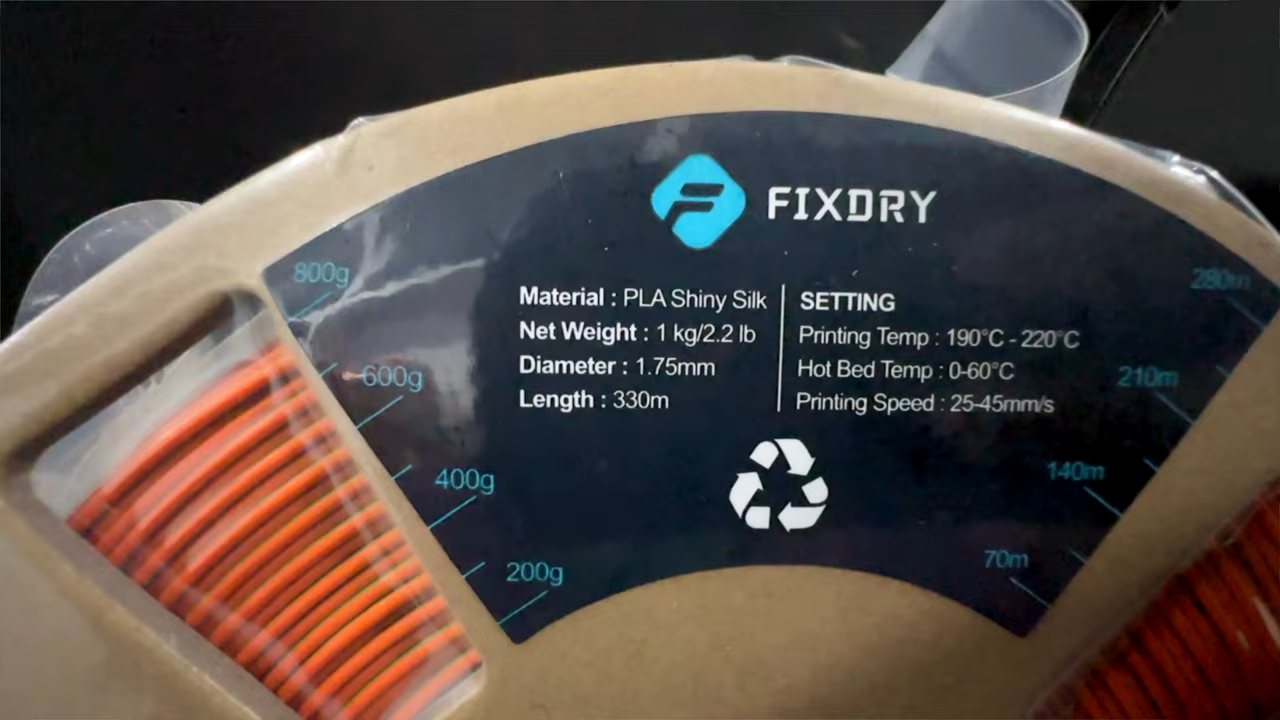 FIXDRY
800g
600g
400g
200g
Material : PLA Shiny Silk
Net Weight : 1 kg/2.2 lb
Diameter : 1.75mm
Length : 330m
SETTING
Printing Temp : 190°C - 220°C
Hot Bed Temp : 0-60°C
Printing Speed : 25-45mm/s
280m
210m
140m
70m